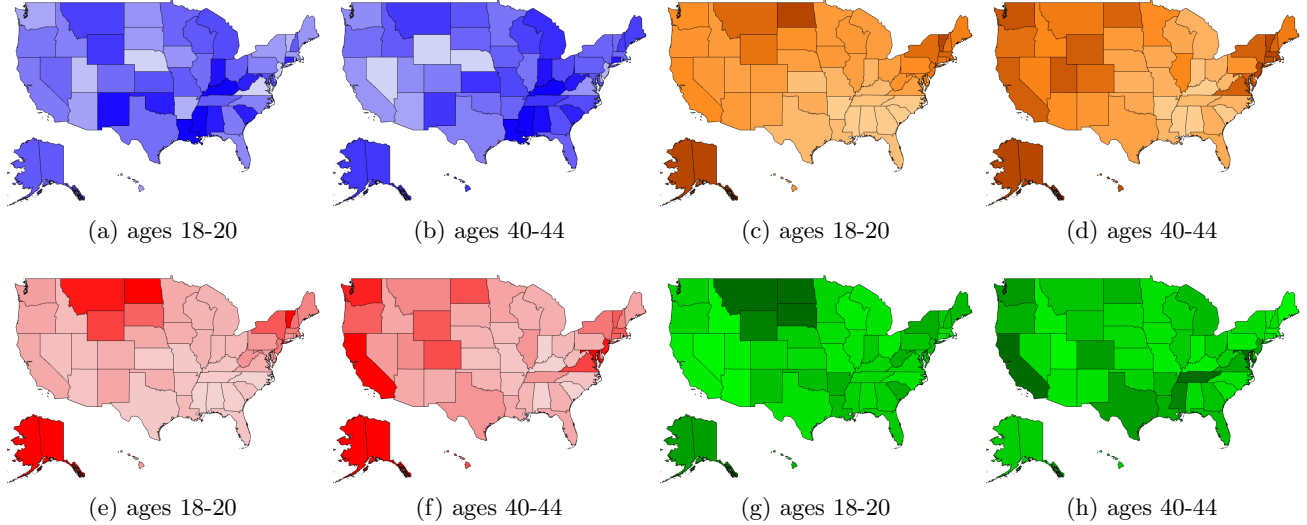 (a) ages 18-20
(b) ages 40-44
(c) ages 18-20
(d) ages 40-44
(e) ages 18-20
(f) ages 40-44
(g) ages 18-20
(h) ages 40-44